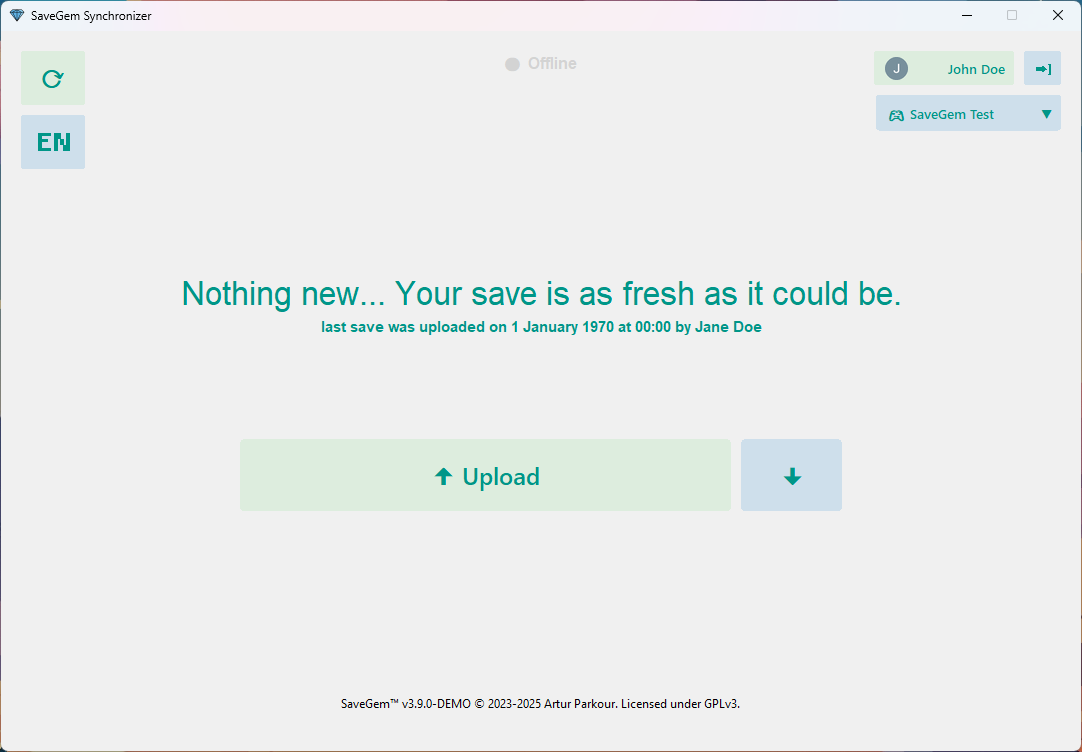 SaveGem Synchronizer
Offline
J John Doe
EN
SaveGem Test
Nothing new... Your save is as fresh as it could be.
last save was uploaded on 1 January 1970 at 00:00 by Jane Doe
Upload
SaveGem™ v3.9.0-DEMO © 2023-2025 Artur Parkour. Licensed under GPLv3.